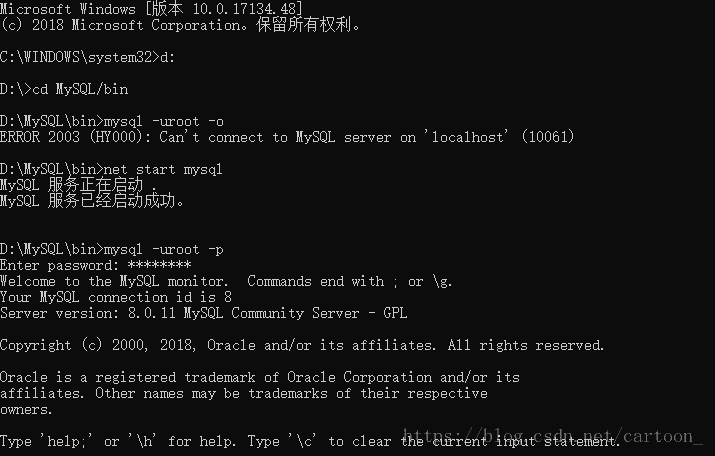 Microsoft Windows [版本 10.0.17134.48]
(c) 2018 Microsoft Corporation。保留所有权利。
C:\WINDOWS\system32>d:
D:\>cd MySQL/bin
D:\MySQL\bin>mysql -uroot -o
ERROR 2003 (HY000): Can't connect to MySQL server on 'localhost' (10061)
D:\MySQL\bin>net start mysql
MySQL 服务正在启动 .
MySQL 服务已经启动成功。
D:\MySQL\bin>mysql -uroot -p
Enter password: ********
Welcome to the MySQL monitor.  Commands end with ; or \g.
Your MySQL connection id is 8
Server version: 8.0.11 MySQL Community Server - GPL
Copyright (c) 2000, 2018, Oracle and/or its affiliates. All rights reserved.
Oracle is a registered trademark of Oracle Corporation and/or its
affiliates. Other names may be trademarks of their respective
owners.
Type 'help;' or '\h' for help. Type '\c' to clear the current input statement.
https://blog.csdn.net/cartoon_